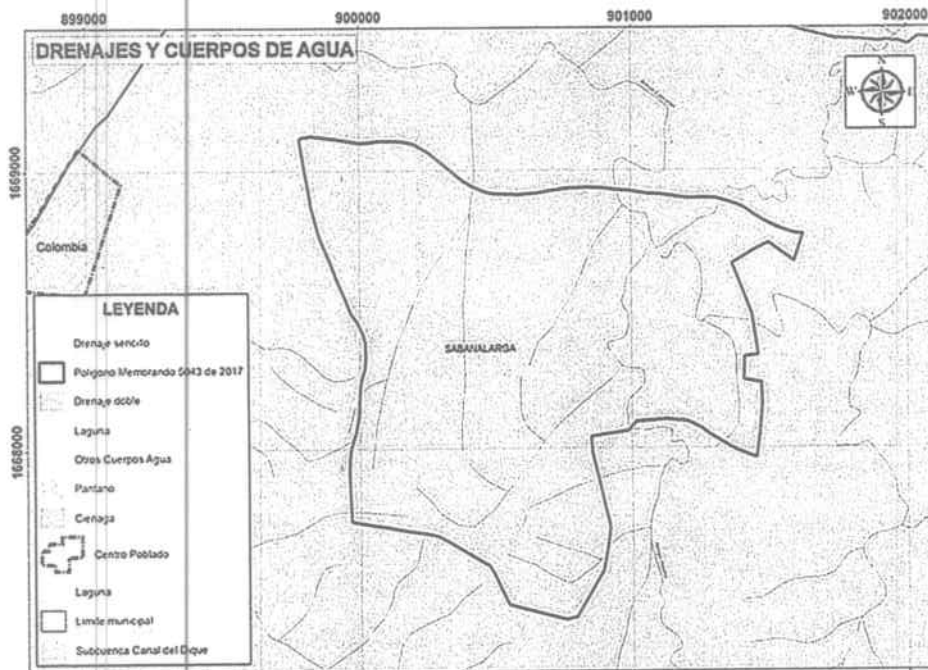 899000
900000
901000
902000
DRENAJES Y CUERPOS DE AGUA
N
W
E
S
1669000
Colombia
SABANALARGA
1668000
LEYENDA
Drenaje sencillo
Poligono Memorando 5043 de 2017
Drenaje doble
Laguna
Otros Cuerpos Agua
Pantano
Cienaga
Centro Poblado
Laguna
Limite municipal
Subcuenca Canal del Dique